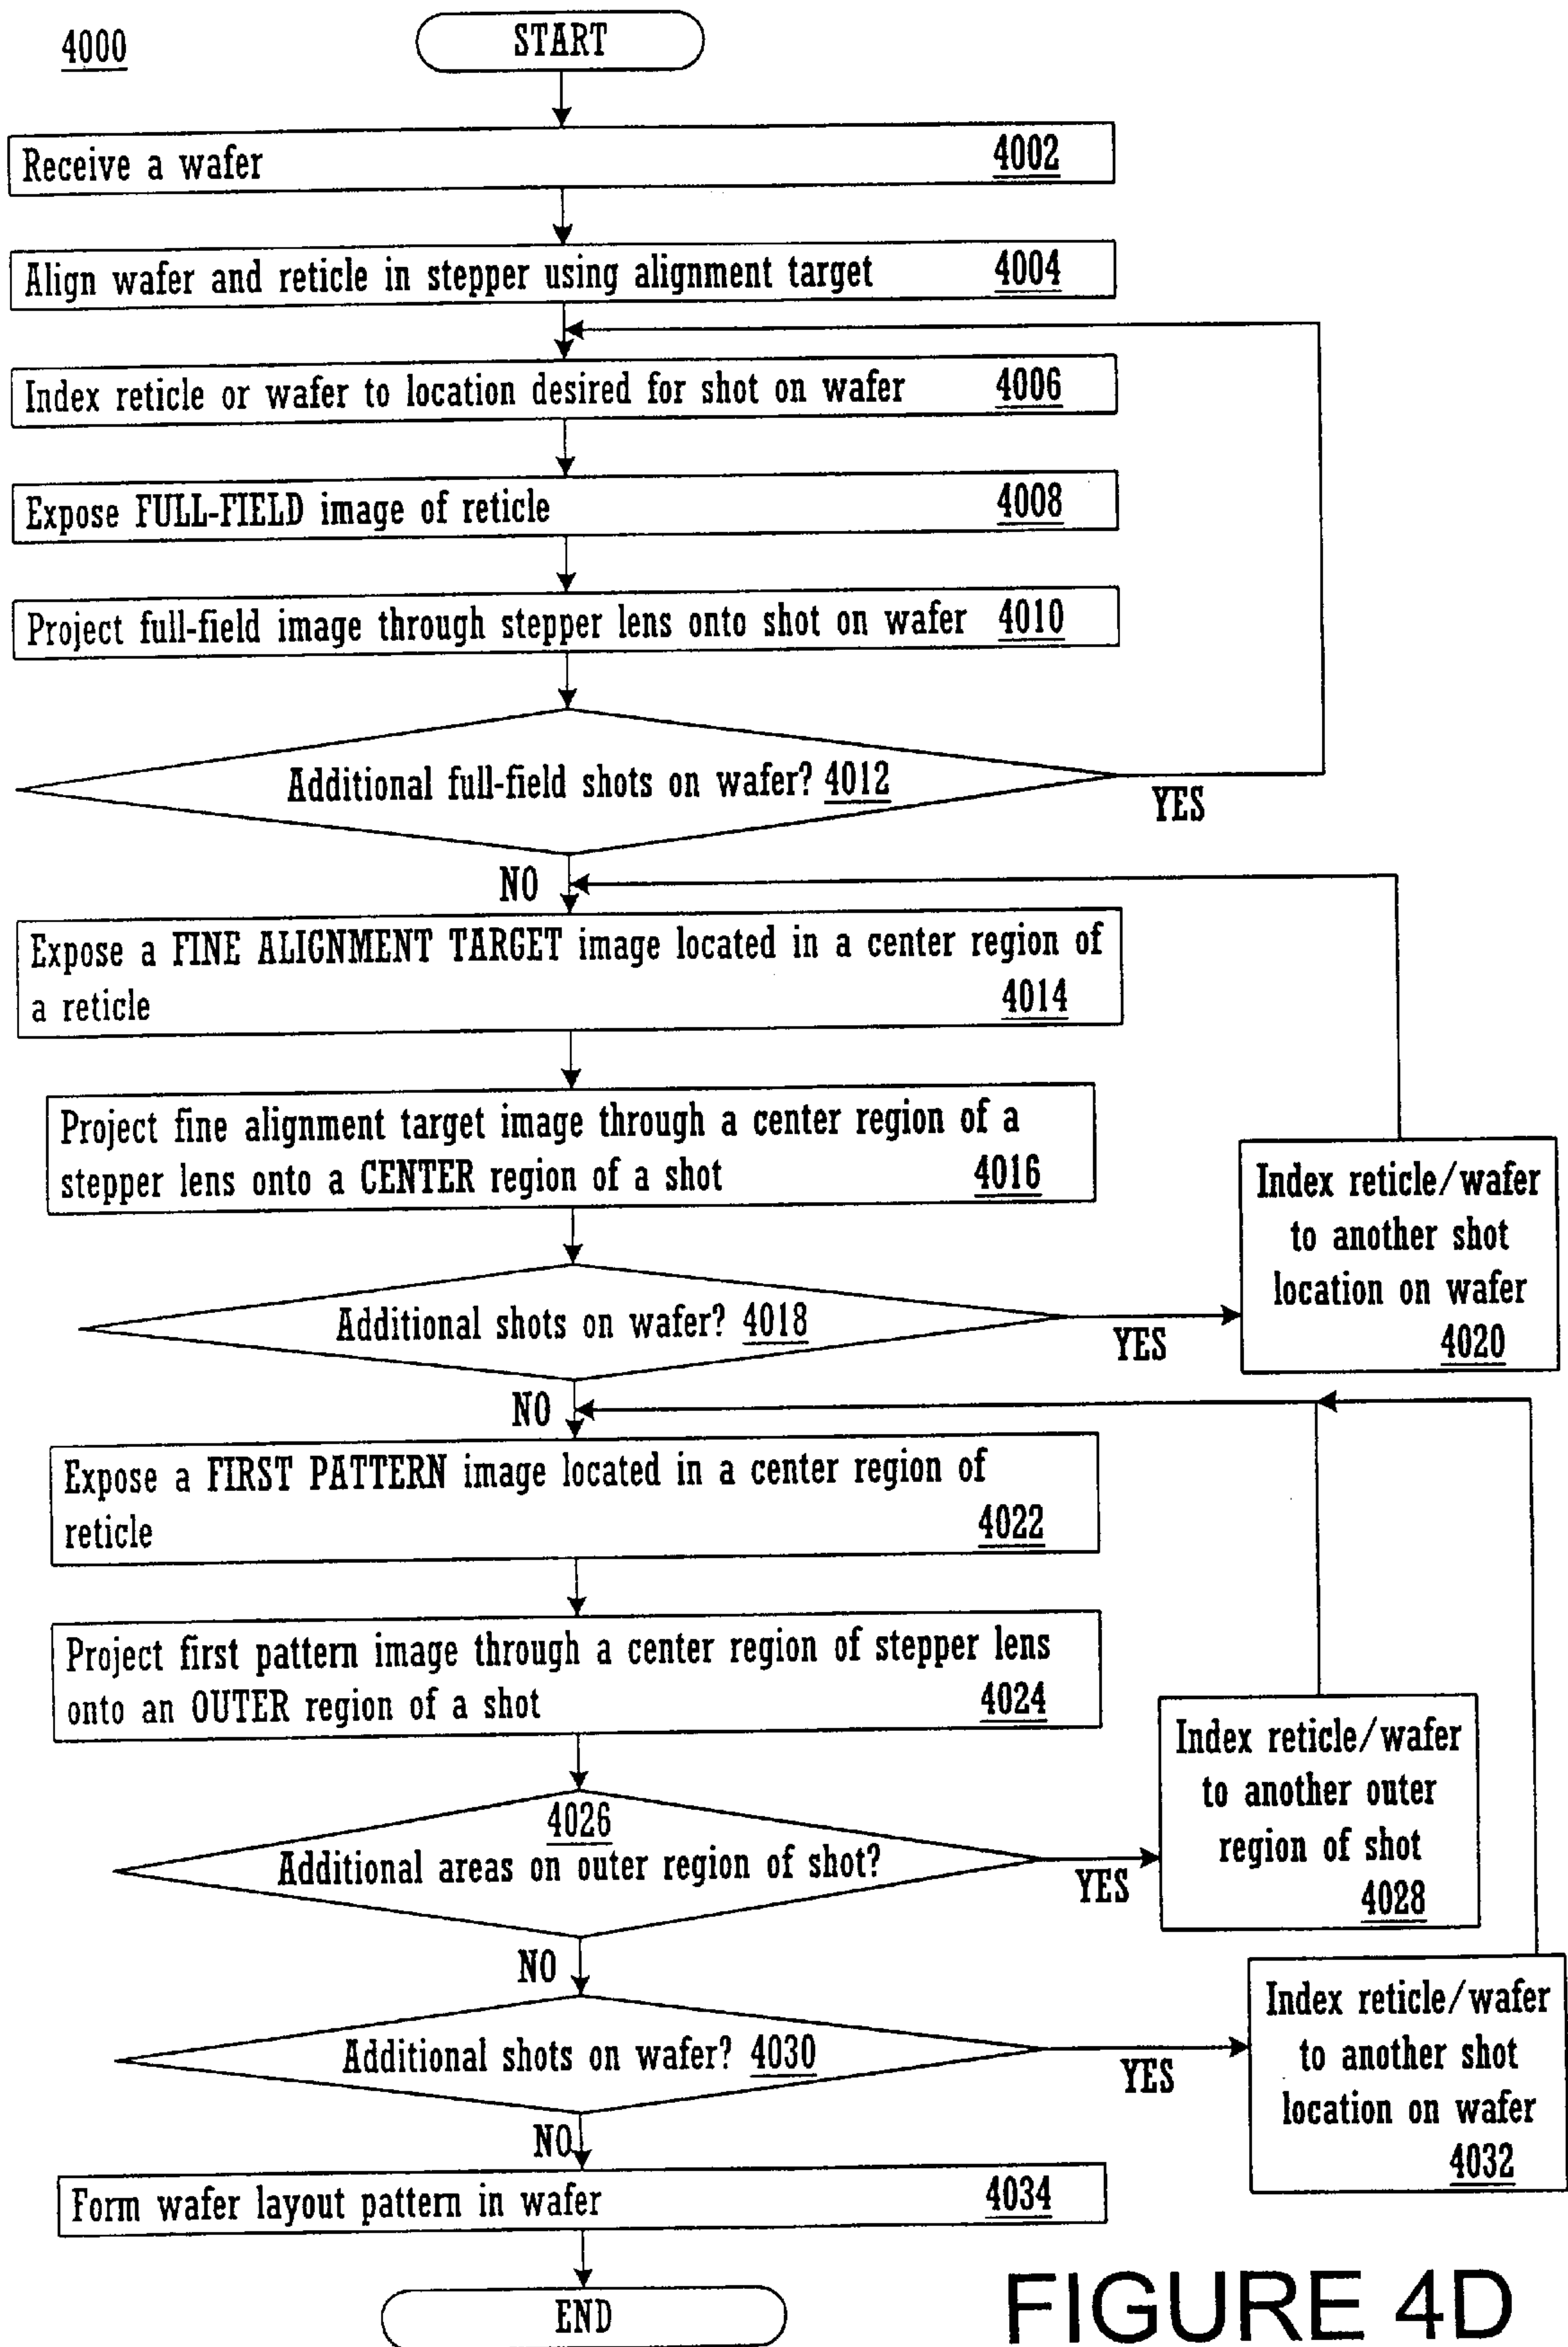 4000
START
Receive a wafer 4002
Align wafer and reticle in stepper using alignment target 4004
Index reticle or wafer to location desired for shot on wafer 4006
Expose FULL-FIELD image of reticle 4008
Project full-field image through stepper lens onto shot on wafer 4010
Additional full-field shots on wafer? 4012
YES
NO
Expose a FINE ALIGNMENT TARGET image located in a center region of
a reticle 4014
Project fine alignment target image through a center region of a
stepper lens onto a CENTER region of a shot 4016
Index reticle/wafer
to another shot
location on wafer
4020
Additional shots on wafer? 4018
YES
NO
Expose a FIRST PATTERN image located in a center region of
reticle 4022
Project first pattern image through a center region of stepper lens
onto an OUTER region of a shot 4024
Index reticle/wafer
to another outer
region of shot
4028
4026
Additional areas on outer region of shot?
YES
NO
Index reticle/wafer
to another shot
location on wafer
4032
Additional shots on wafer? 4030
YES
NO
Form wafer layout pattern in wafer 4034
END
FIGURE 4D